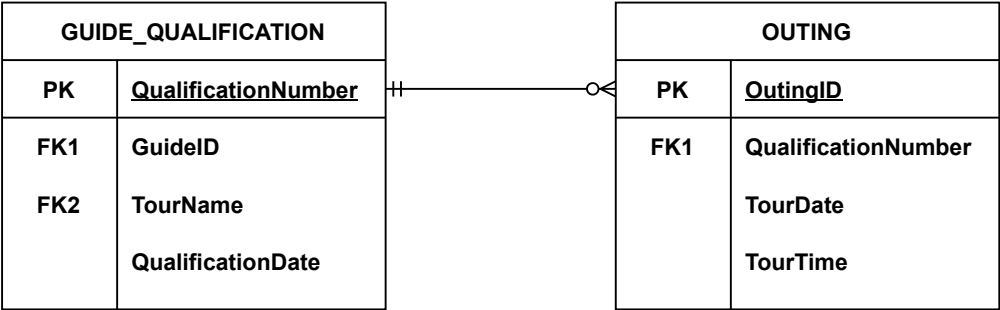 GUIDE_QUALIFICATION
PK QualificationNumber
FK1 GuideID
FK2 TourName
QualificationDate
OUTING
PK OutingID
FK1 QualificationNumber
TourDate
TourTime